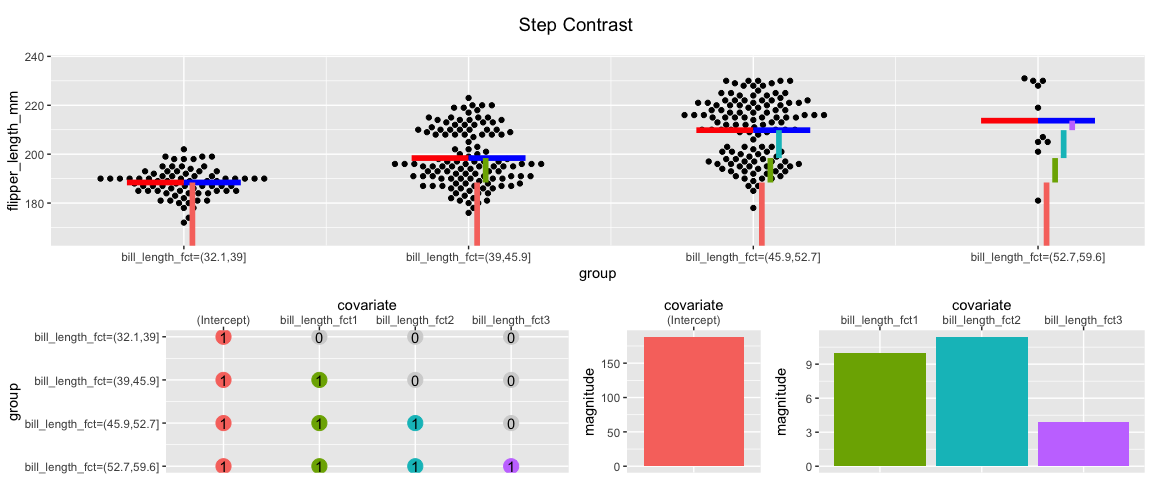 Step Contrast
240
220
200
180
flipper_length_mm
bill_length_fct=(32.1,39] bill_length_fct=(39,45.9] bill_length_fct=(45.9,52.7] bill_length_fct=(52.7,59.6]
group
covariate
(Intercept) bill_length_fct1 bill_length_fct2 bill_length_fct3
group
bill_length_fct=(32.1,39] 1 0 0 0
bill_length_fct=(39,45.9] 1 1 0 0
bill_length_fct=(45.9,52.7] 1 1 1 0
bill_length_fct=(52.7,59.6] 1 1 1 1
covariate
(Intercept)
magnitude
150
100
50
0
covariate
bill_length_fct1 bill_length_fct2 bill_length_fct3
magnitude
9
6
3
0